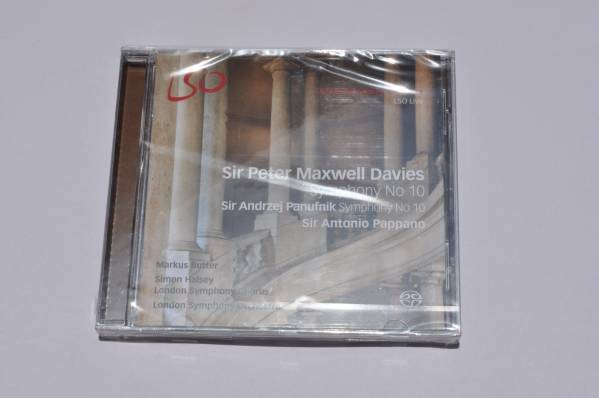 LSO
LSO Live
Sir Peter Maxwell Davies
Symphony No 10
Sir Andrzej Panufnik Symphony No 10
Sir Antonio Pappano
Markus Butter
Simon Halsey
London Symphony Chorus
London Symphony Orchestra